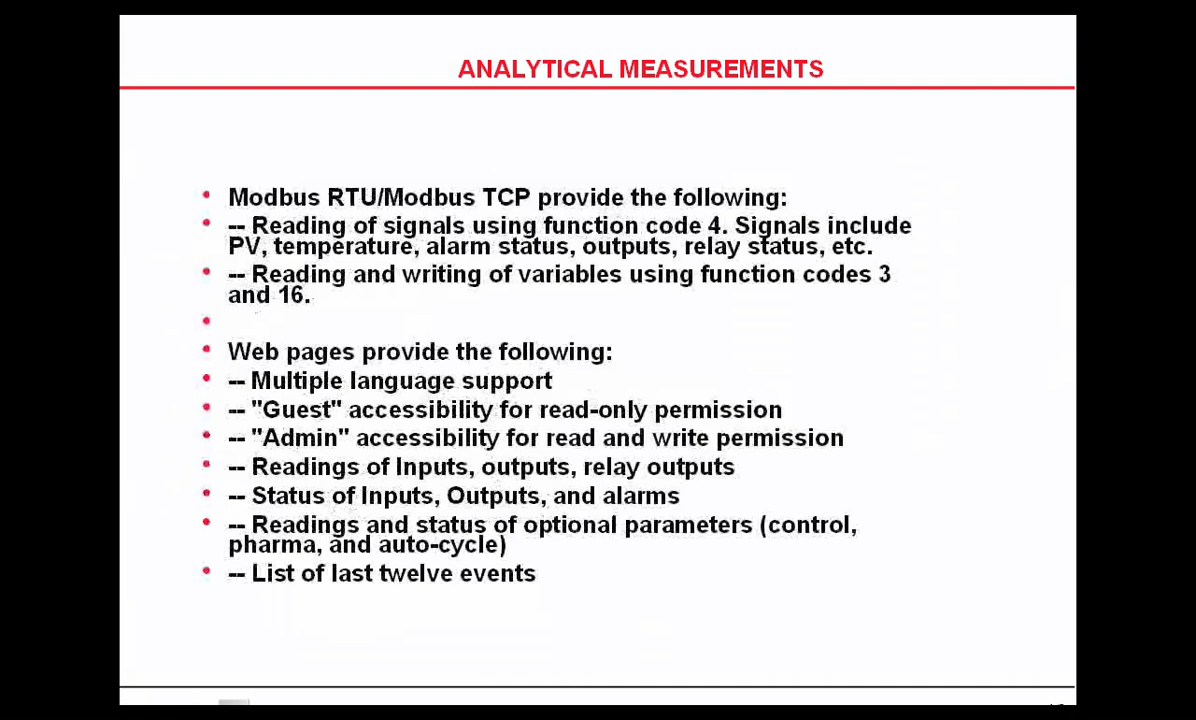 ANALYTICAL MEASUREMENTS
• Modbus RTU/Modbus TCP provide the following:
• -- Reading of signals using function code 4. Signals include
PV, temperature, alarm status, outputs, relay status, etc.
• -- Reading and writing of variables using function codes 3
and 16.
•
• Web pages provide the following:
• -- Multiple language support
• -- "Guest" accessibility for read-only permission
• -- "Admin" accessibility for read and write permission
• -- Readings of Inputs, outputs, relay outputs
• -- Status of Inputs, Outputs, and alarms
• -- Readings and status of optional parameters (control,
pharma, and auto-cycle)
• -- List of last twelve events